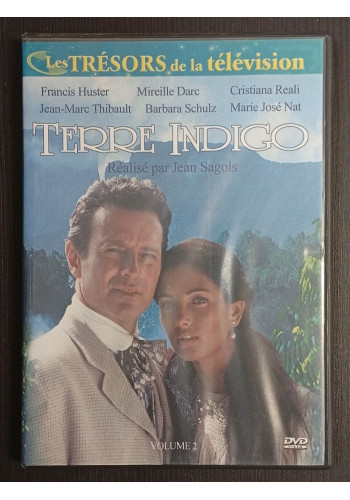 Les TRÉSORS de la télévision
Francis Huster Mireille Darc Cristiana Reali
Jean-Marc Thibault Barbara Schulz Marie José Nat
TERRE INDIGO
Réalisé par Jean Sagols
VOLUME 2
DVD
VIDEO